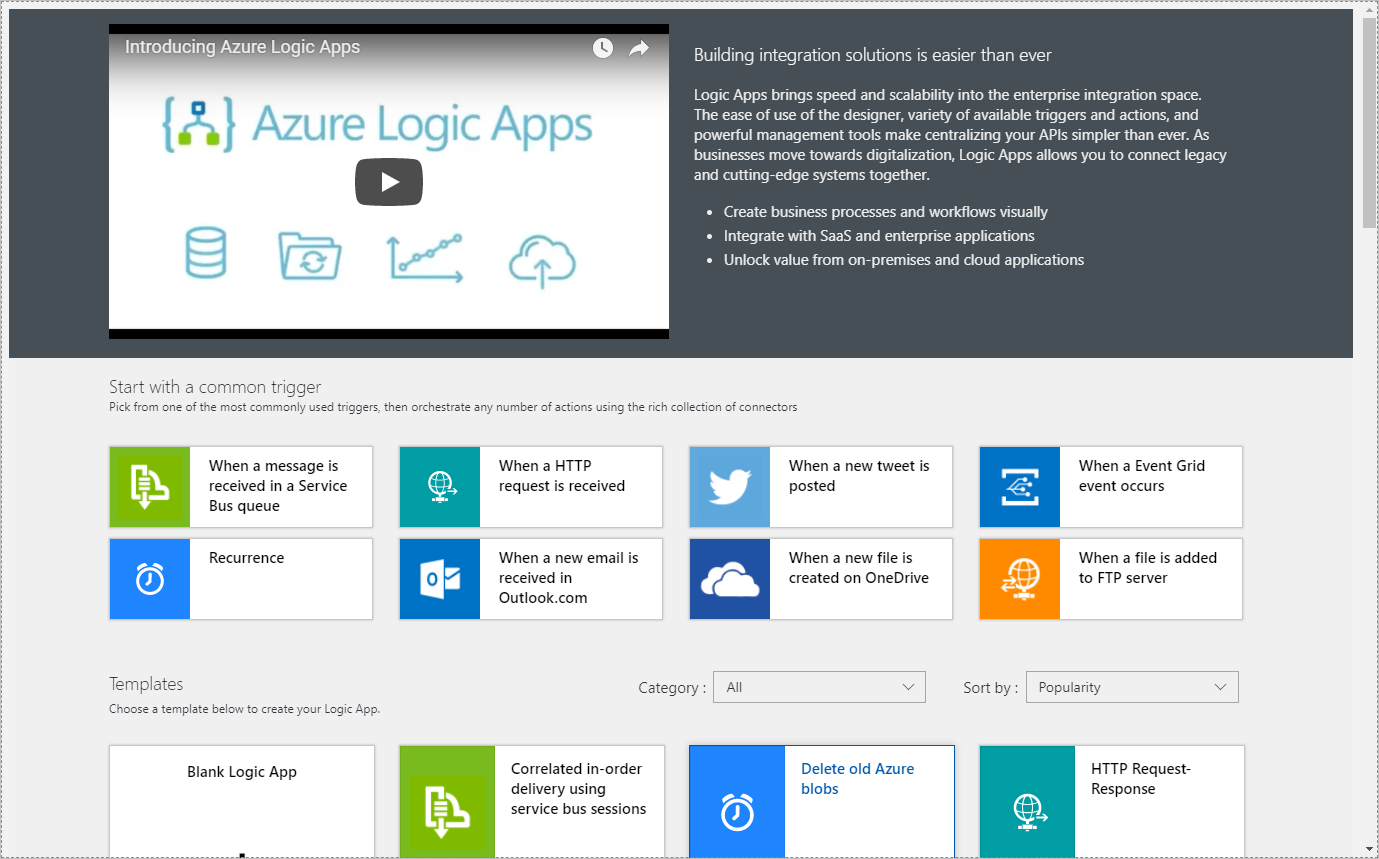 Introducing Azure Logic Apps
Azure Logic Apps
Building integration solutions is easier than ever
Logic Apps brings speed and scalability into the enterprise integration space.
The ease of use of the designer, variety of available triggers and actions, and
powerful management tools make centralizing your APIs simpler than ever. As
businesses move towards digitalization, Logic Apps allows you to connect legacy
and cutting-edge systems together.
• Create business processes and workflows visually
• Integrate with SaaS and enterprise applications
• Unlock value from on-premises and cloud applications
Start with a common trigger
Pick from one of the most commonly used triggers, then orchestrate any number of actions using the rich collection of connectors
When a message is
received in a Service
Bus queue
When a HTTP
request is received
When a new tweet is
posted
When a Event Grid
event occurs
Recurrence
When a new email is
received in
Outlook.com
When a new file is
created on OneDrive
When a file is added
to FTP server
Templates
Choose a template below to create your Logic App.
Category : All
Sort by : Popularity
Blank Logic App
Correlated in-order
delivery using
service bus sessions
Delete old Azure
blobs
HTTP Request-
Response